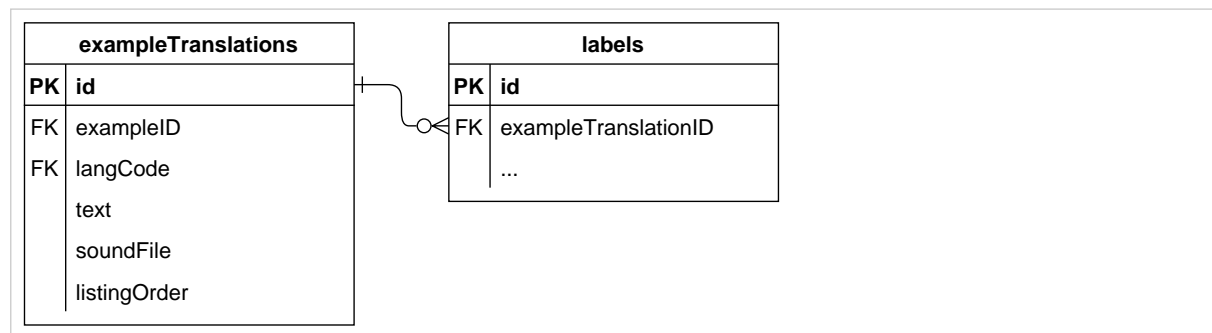 exampleTranslations
PK id
FK exampleID
FK langCode
text
soundFile
listingOrder
labels
PK id
FK exampleTranslationID
...